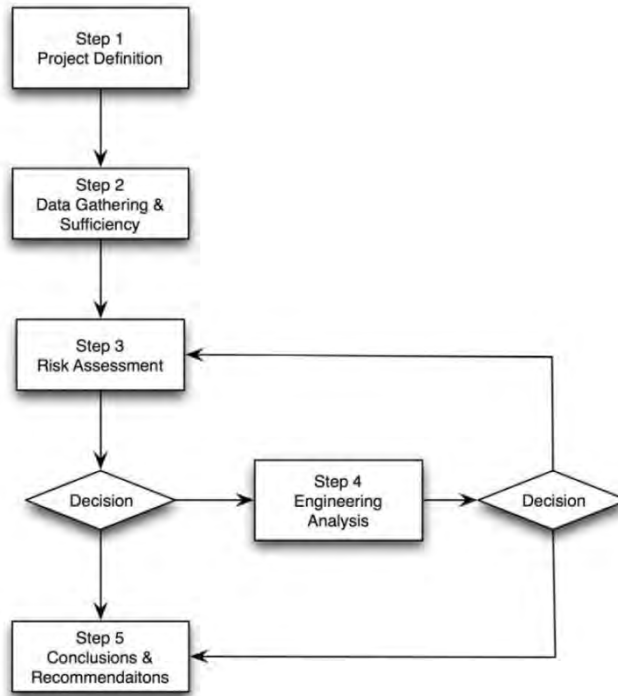 Step 1
Project Definition
Step 2
Data Gathering &
Sufficiency
Step 3
Risk Assessment
Decision
Step 4
Engineering
Analysis
Decision
Step 5
Conclusions &
Recommendaitons